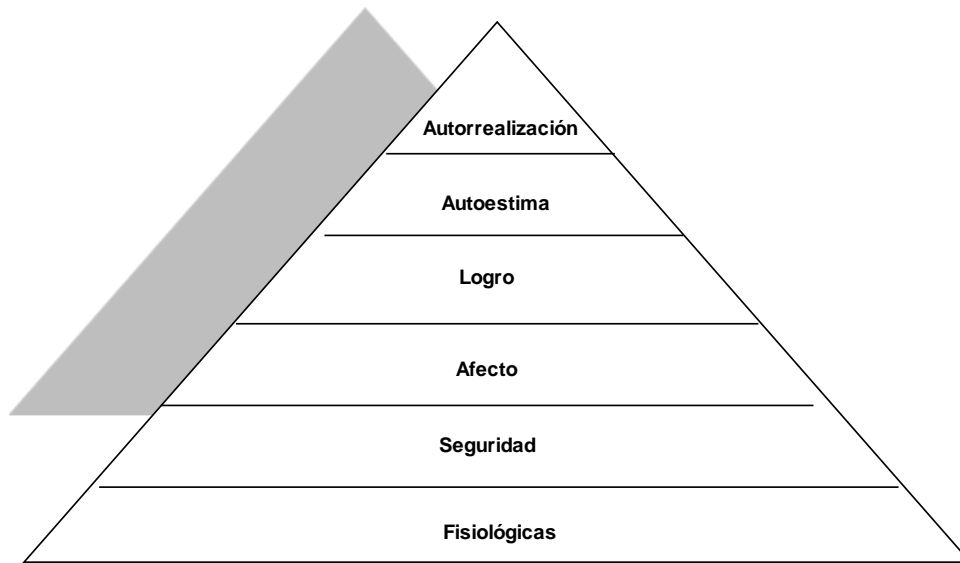 Autorrealización
Autoestima
Logro
Afecto
Seguridad
Fisiológicas